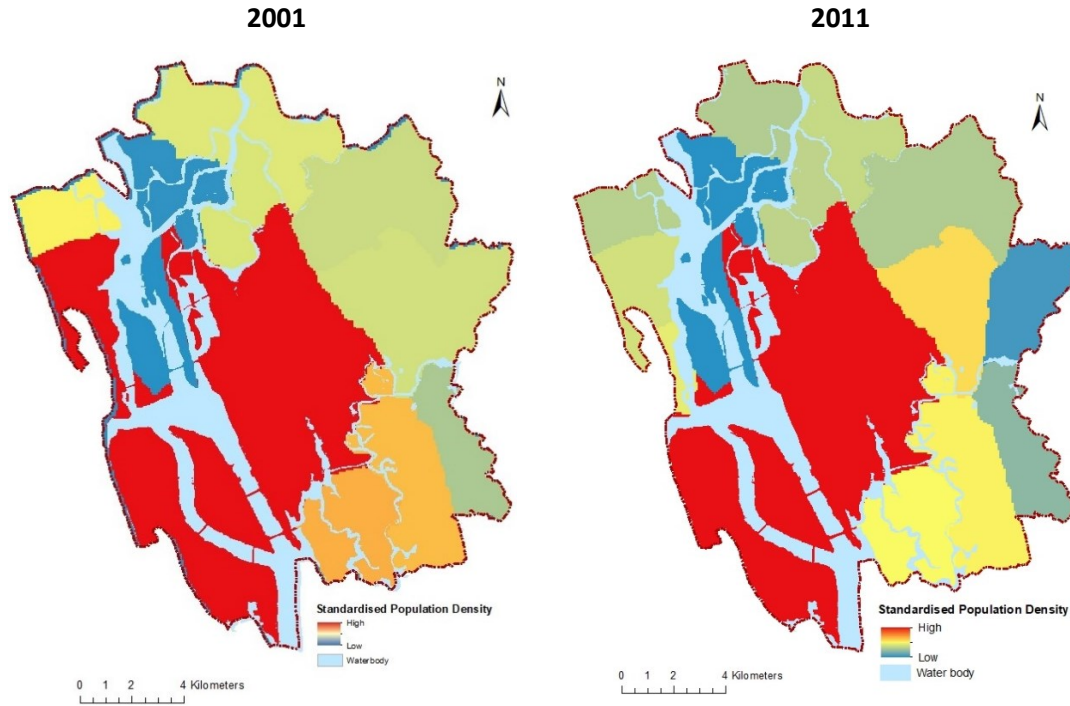 2001
2011
N
N
Standardised Population Density
High
Low
Waterbody
0 1 2 4 Kilometers
Standardised Population Density
High
Low
Water body
0 1 2 4 Kilometers